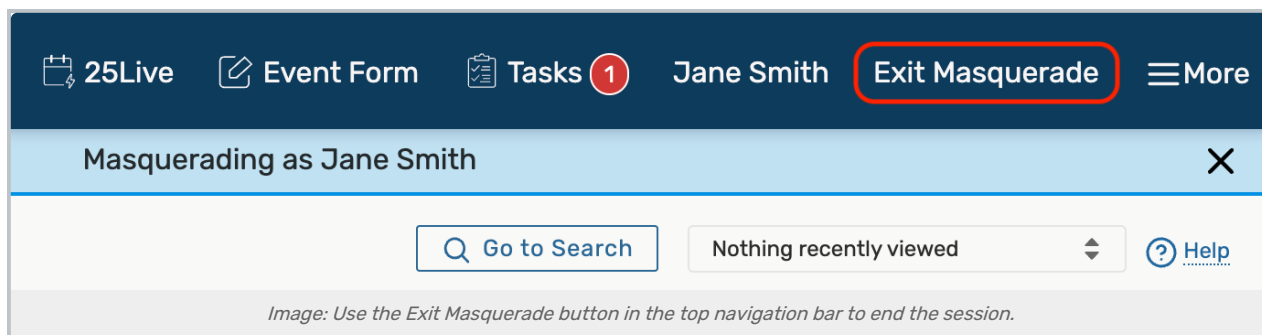 25Live Event Form Tasks 1 Jane Smith Exit Masquerade More
Masquerading as Jane Smith
Go to Search Nothing recently viewed ? Help
Image: Use the Exit Masquerade button in the top navigation bar to end the session.